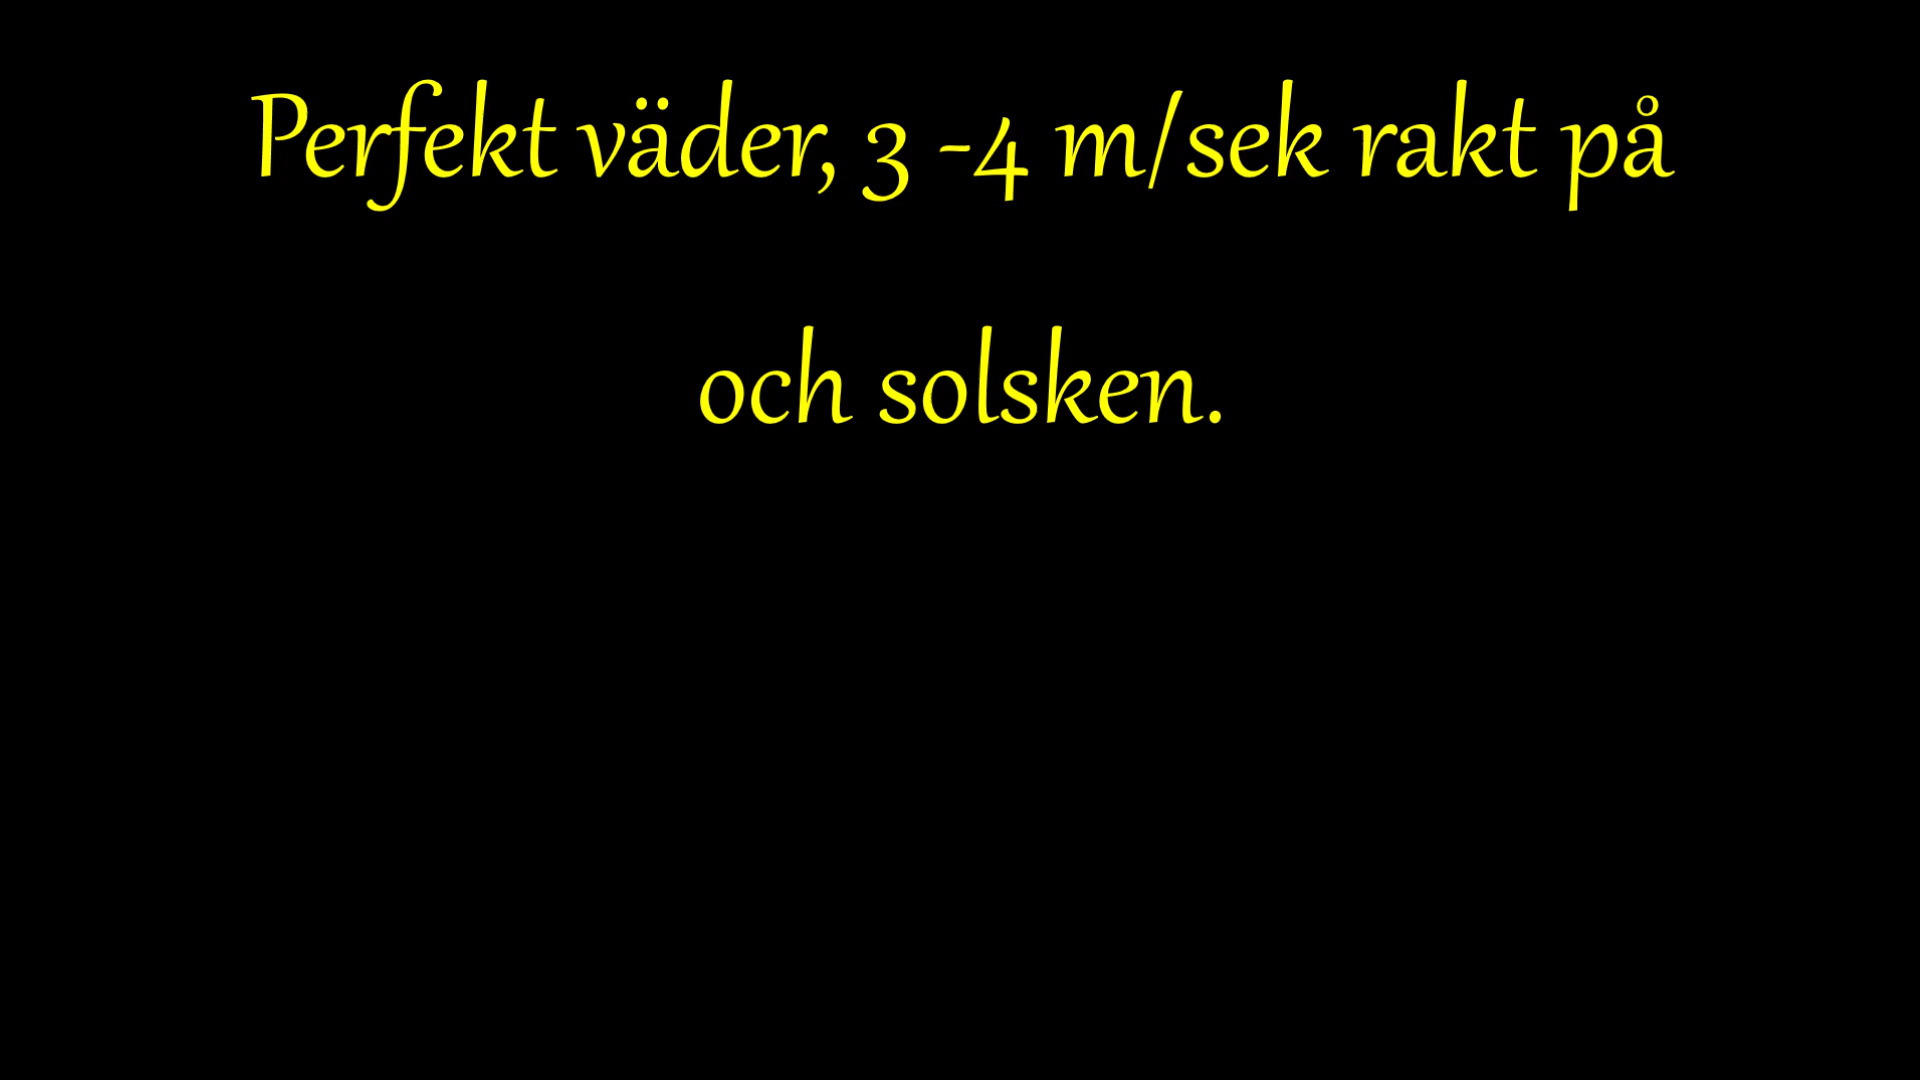 Perfekt väder, 3 -4 m/sek rakt på
och solsken.